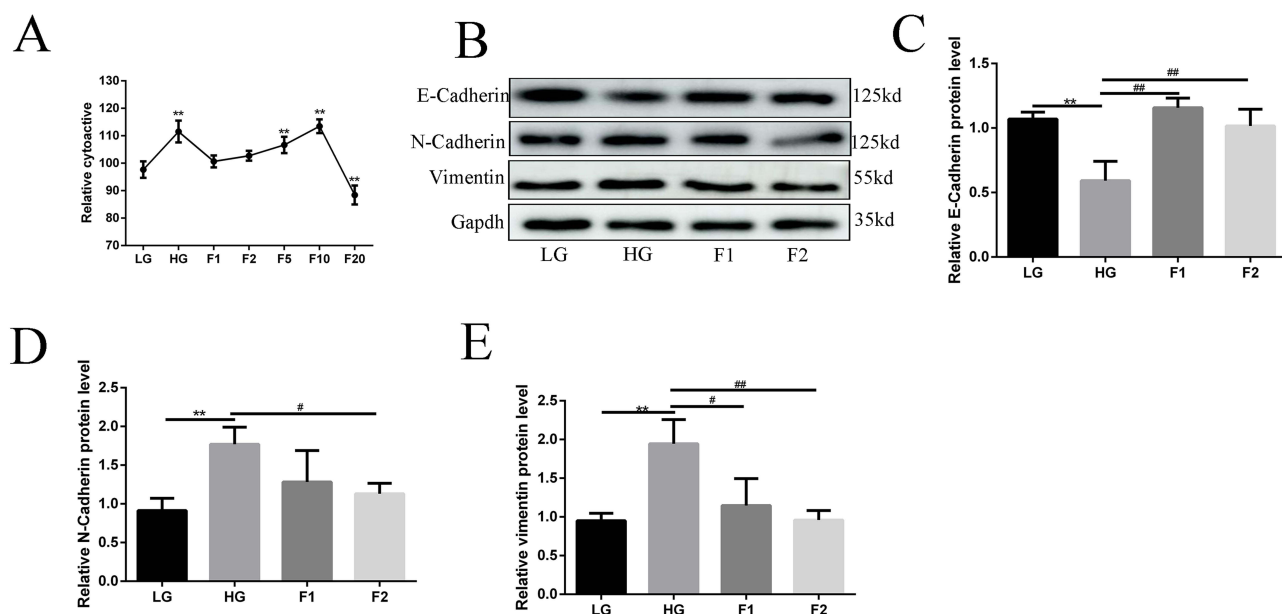 A
Relative cytoactive
130
120
110
100
90
80
70
**
**
**
**
LG HG F1 F2 F5 F10 F20
B
E-Cadherin 125kd
N-Cadherin 125kd
Vimentin 55kd
Gapdh 35kd
LG HG F1 F2
C
Relative E-Cadherin protein level
1.5
1.0
0.5
0.0
##
##
**
LG HG F1 F2
D
Relative N-Cadherin protein level
2.5
2.0
1.5
1.0
0.5
0.0
** #
LG HG F1 F2
E
Relative vimentin protein level
2.5
2.0
1.5
1.0
0.5
0.0
##
** #
LG HG F1 F2